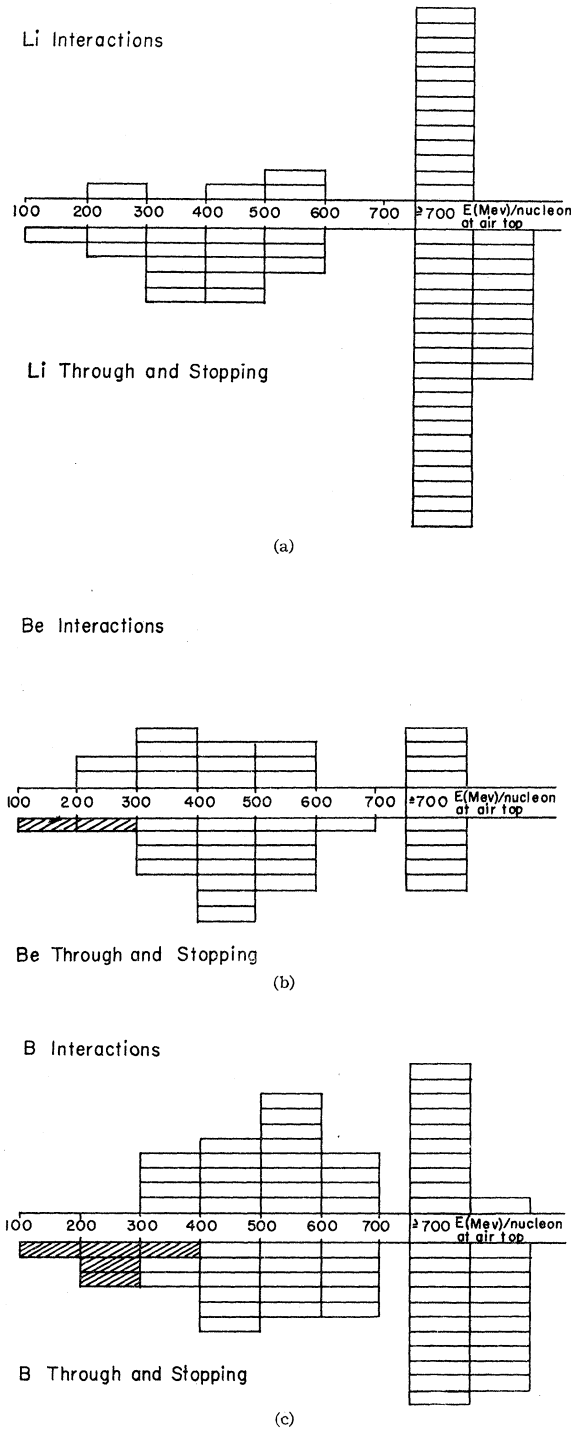 Li Interactions
100 200 300 400 500 600 700 ≥700 E(Mev)/nucleon
at air top
Li Through and Stopping
(a)
Be Interactions
100 200 300 400 500 600 700 ≥700 E(Mev)/nucleon
at air top
Be Through and Stopping
(b)
B Interactions
100 200 300 400 500 600 700 ≥700 E(Mev)/nucleon
at air top
B Through and Stopping
(c)